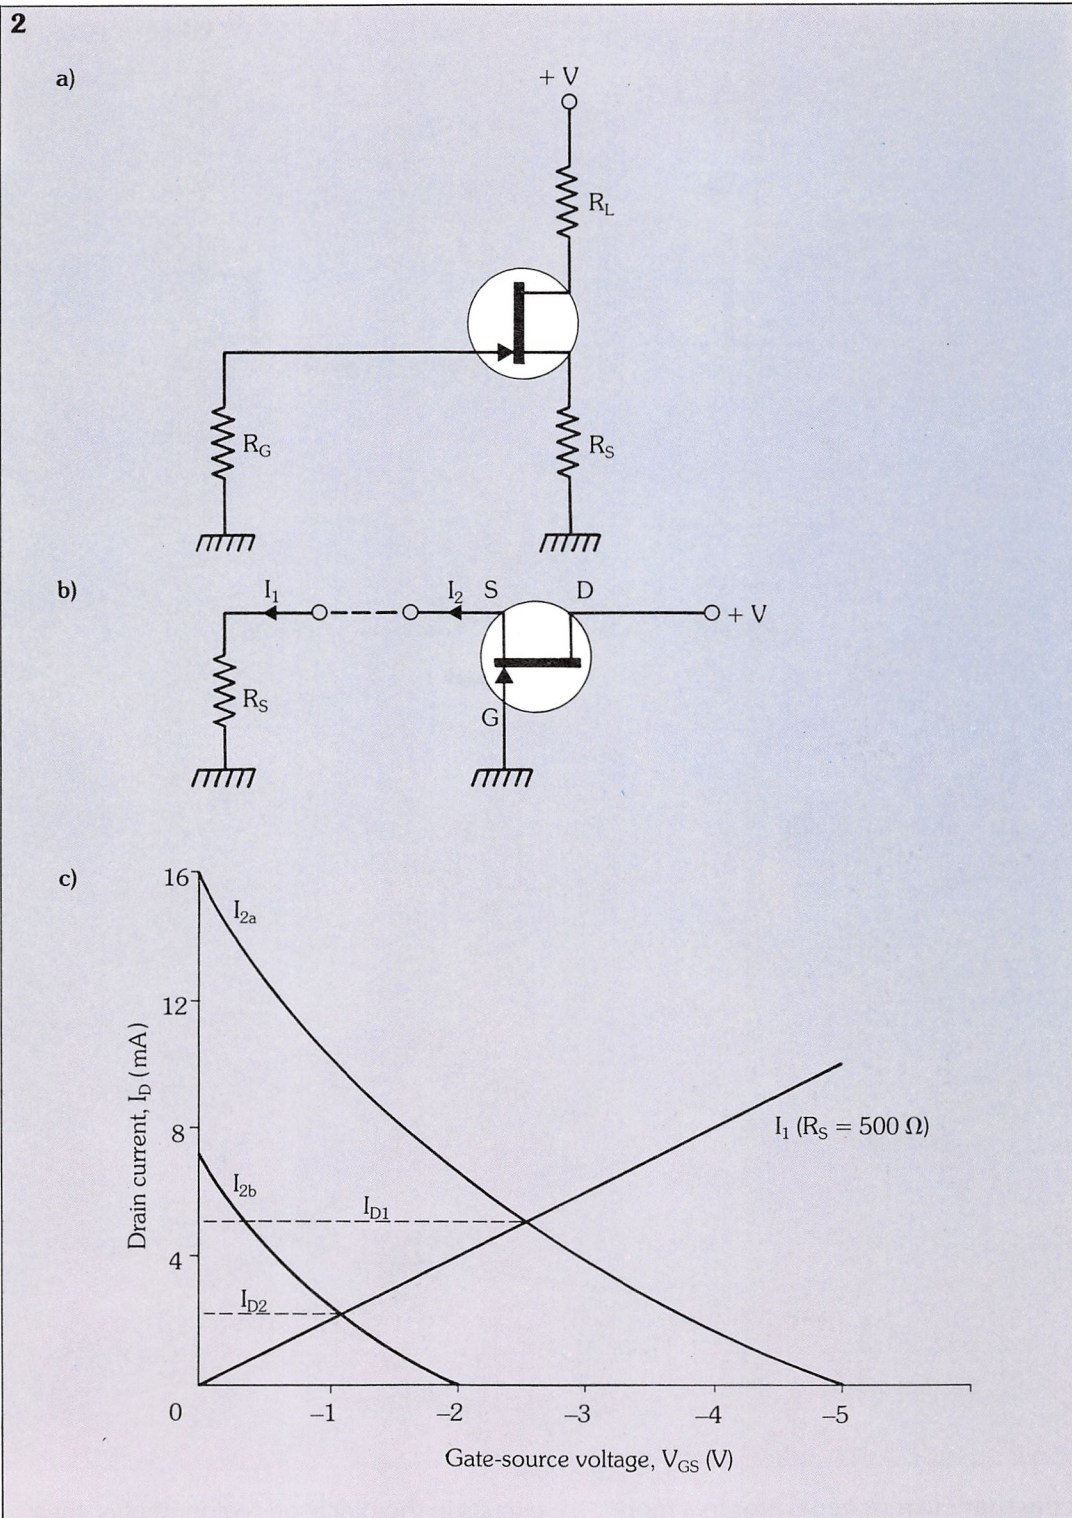 2
a)
+ V
R_L
R_G
R_S
b)
I_1
I_2
S
D
+ V
R_S
G
c)
16
I_2a
12
Drain current, I_D (mA)
8
I_1 (R_S = 500 Ω)
I_2b
I_D1
4
I_D2
0
–1
–2
–3
–4
–5
Gate-source voltage, V_GS (V)